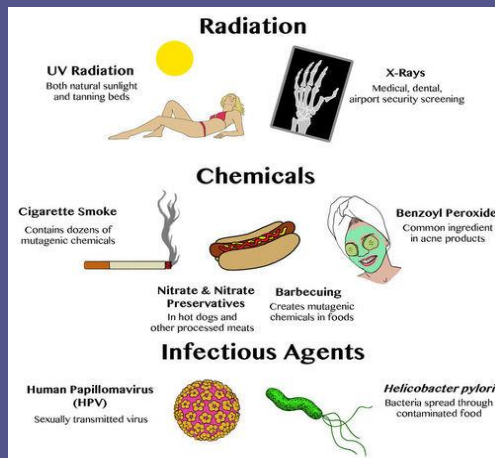 Radiation
UV Radiation
Both natural sunlight
and tanning beds
X-Rays
Medical, dental,
airport security screening
Chemicals
Cigarette Smoke
Contains dozens of
mutagenic chemicals
Benzoyl Peroxide
Common ingredient
in acne products
Nitrate & Nitrate
Preservatives
In hot dogs and
other processed meats
Barbecuing
Creates mutagenic
chemicals in foods
Infectious Agents
Human Papillomavirus
(HPV)
Sexually transmitted virus
Helicobacter pylori
Bacteria spread through
contaminated food